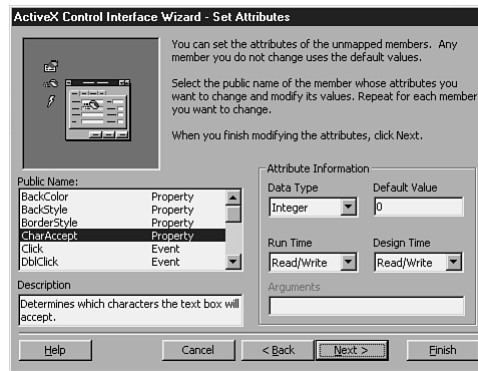 ActiveX Control Interface Wizard - Set Attributes
You can set the attributes of the unmapped members. Any
member you do not change uses the default values.
Select the public name of the member whose attributes you
want to change and modify its values. Repeat for each member
you want to change.
When you finish modifying the attributes, click Next.
Public Name:
BackColor Property
BackStyle Property
BorderStyle Property
CharAccept Property
Click Event
DblClick Event
Description
Determines which characters the text box will
accept.
Attribute Information
Data Type Default Value
Integer 0
Run Time Design Time
Read/Write Read/Write
Arguments
Help Cancel < Back Next > Finish